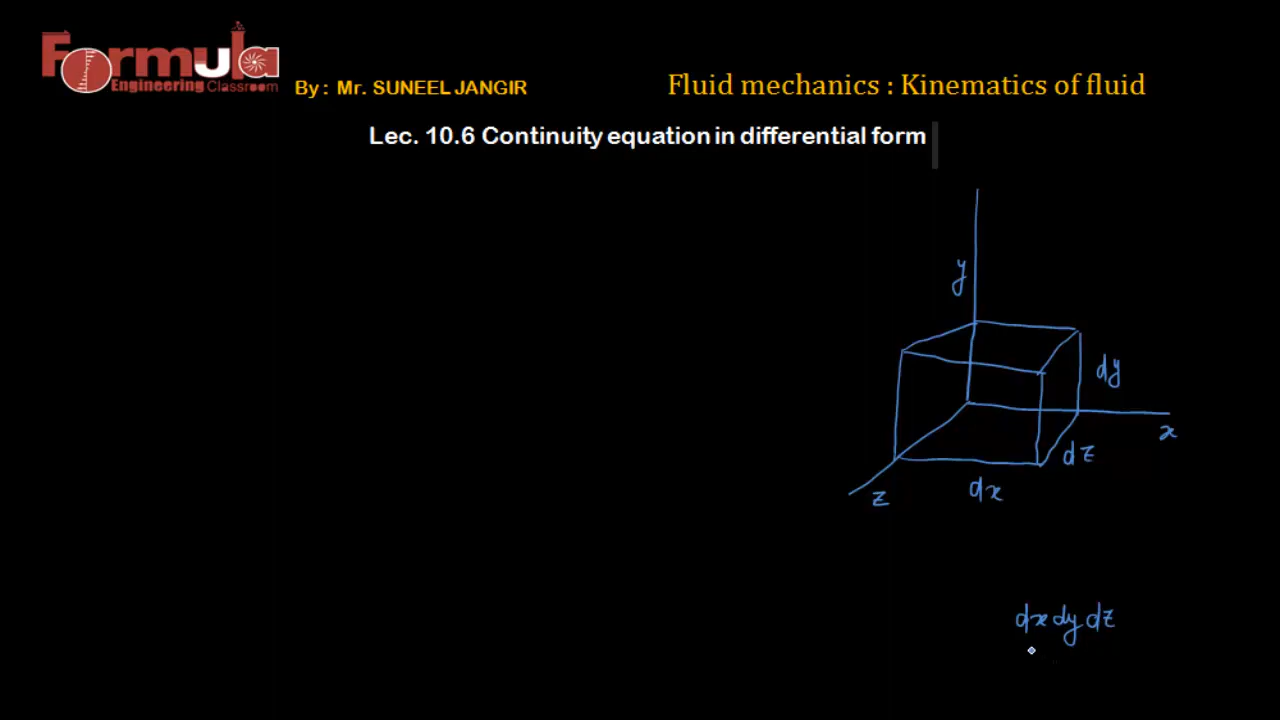 Formula
Engineering Classroom
By : Mr. SUNEEL JANGIR
Fluid mechanics : Kinematics of fluid
Lec. 10.6 Continuity equation in differential form
y
dy
x
dz
dx
z
dx dy dz